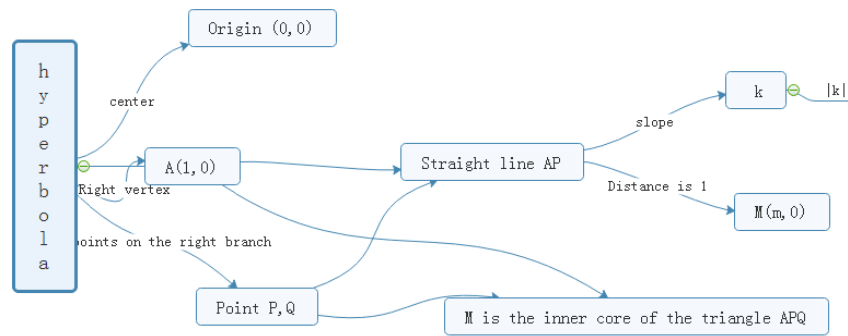 hyperbola
Origin (0,0)
center
A(1,0)
Right vertex
points on the right branch
Point P,Q
Straight line AP
slope
k
|k|
Distance is 1
M(m,0)
M is the inner core of the triangle APQ